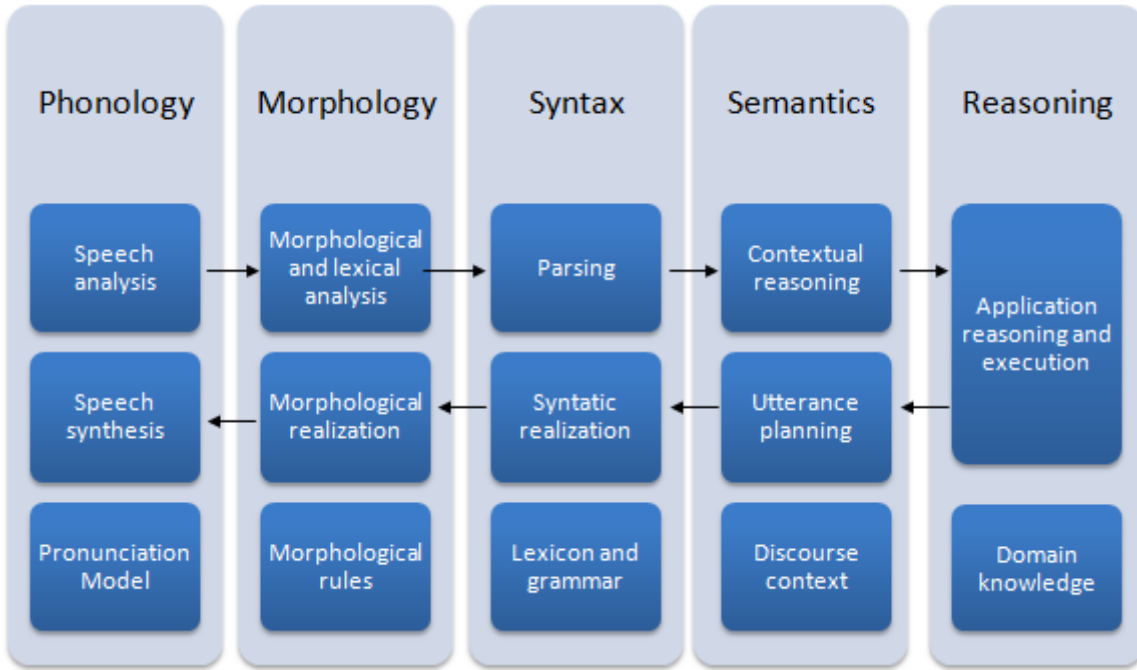 Phonology
Morphology
Syntax
Semantics
Reasoning
Speech
analysis
Morphological
and lexical
analysis
Parsing
Contextual
reasoning
Application
reasoning and
execution
Speech
synthesis
Morphological
realization
Syntatic
realization
Utterance
planning
Pronunciation
Model
Morphological
rules
Lexicon and
grammar
Discourse
context
Domain
knowledge